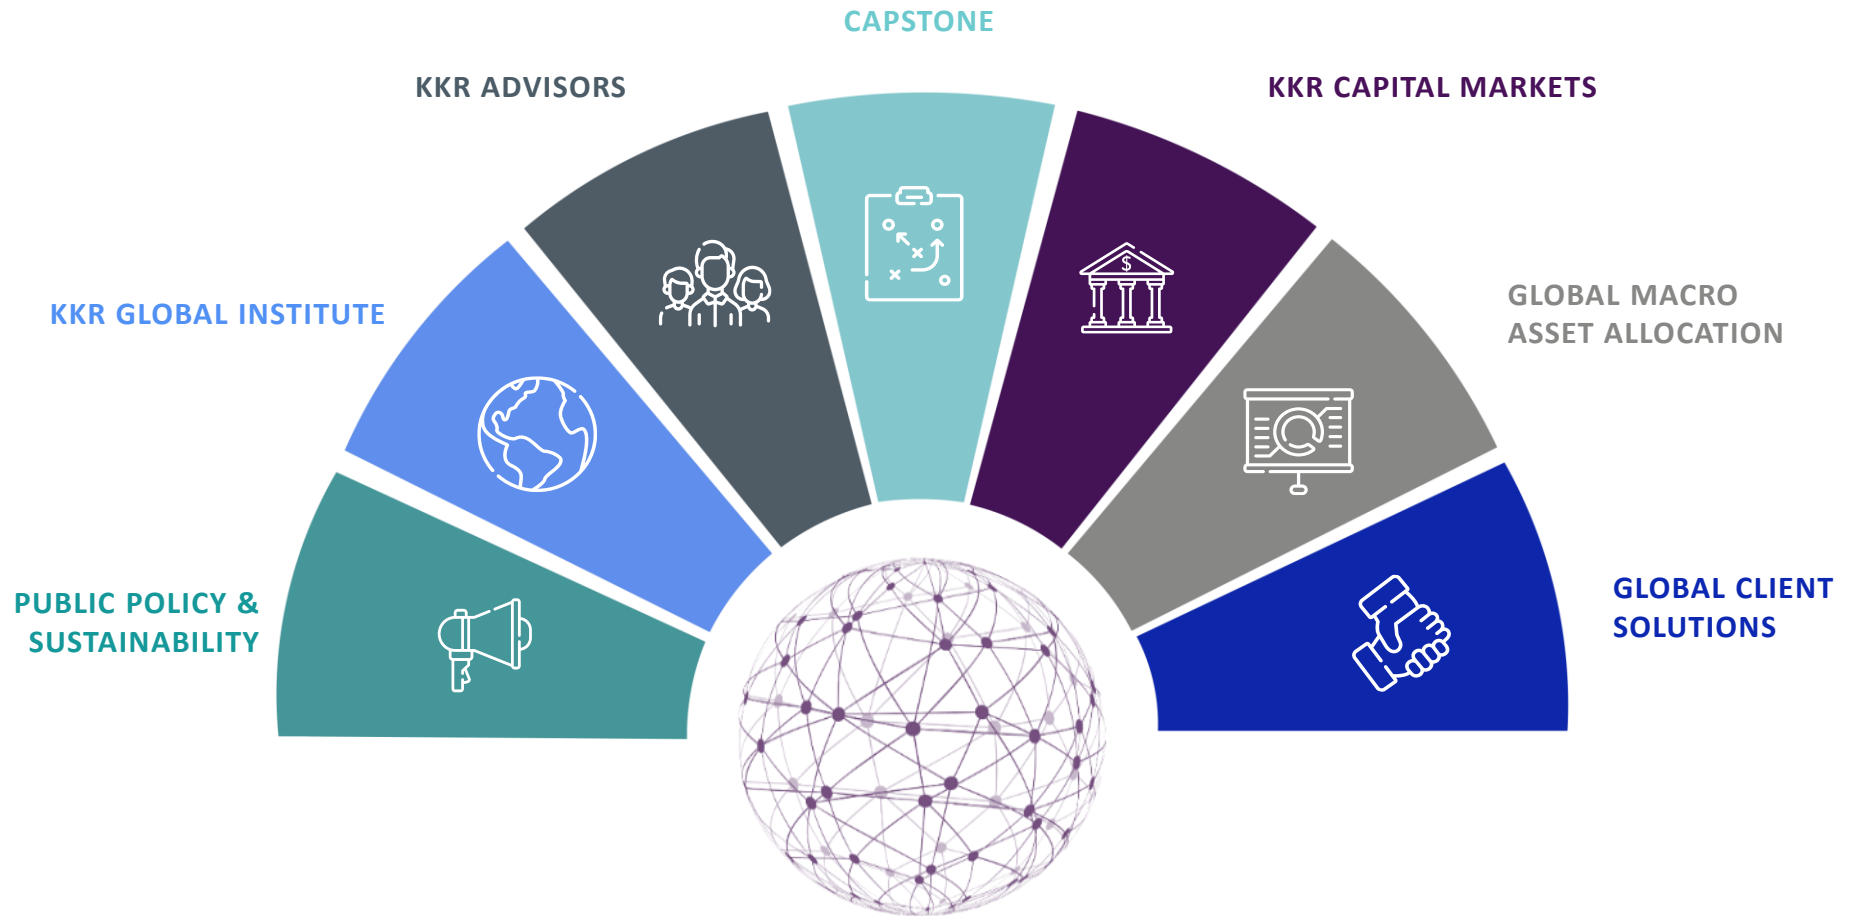 CAPSTONE
KKR ADVISORS
KKR CAPITAL MARKETS
KKR GLOBAL INSTITUTE
GLOBAL MACRO
ASSET ALLOCATION
PUBLIC POLICY &
SUSTAINABILITY
GLOBAL CLIENT
SOLUTIONS
$